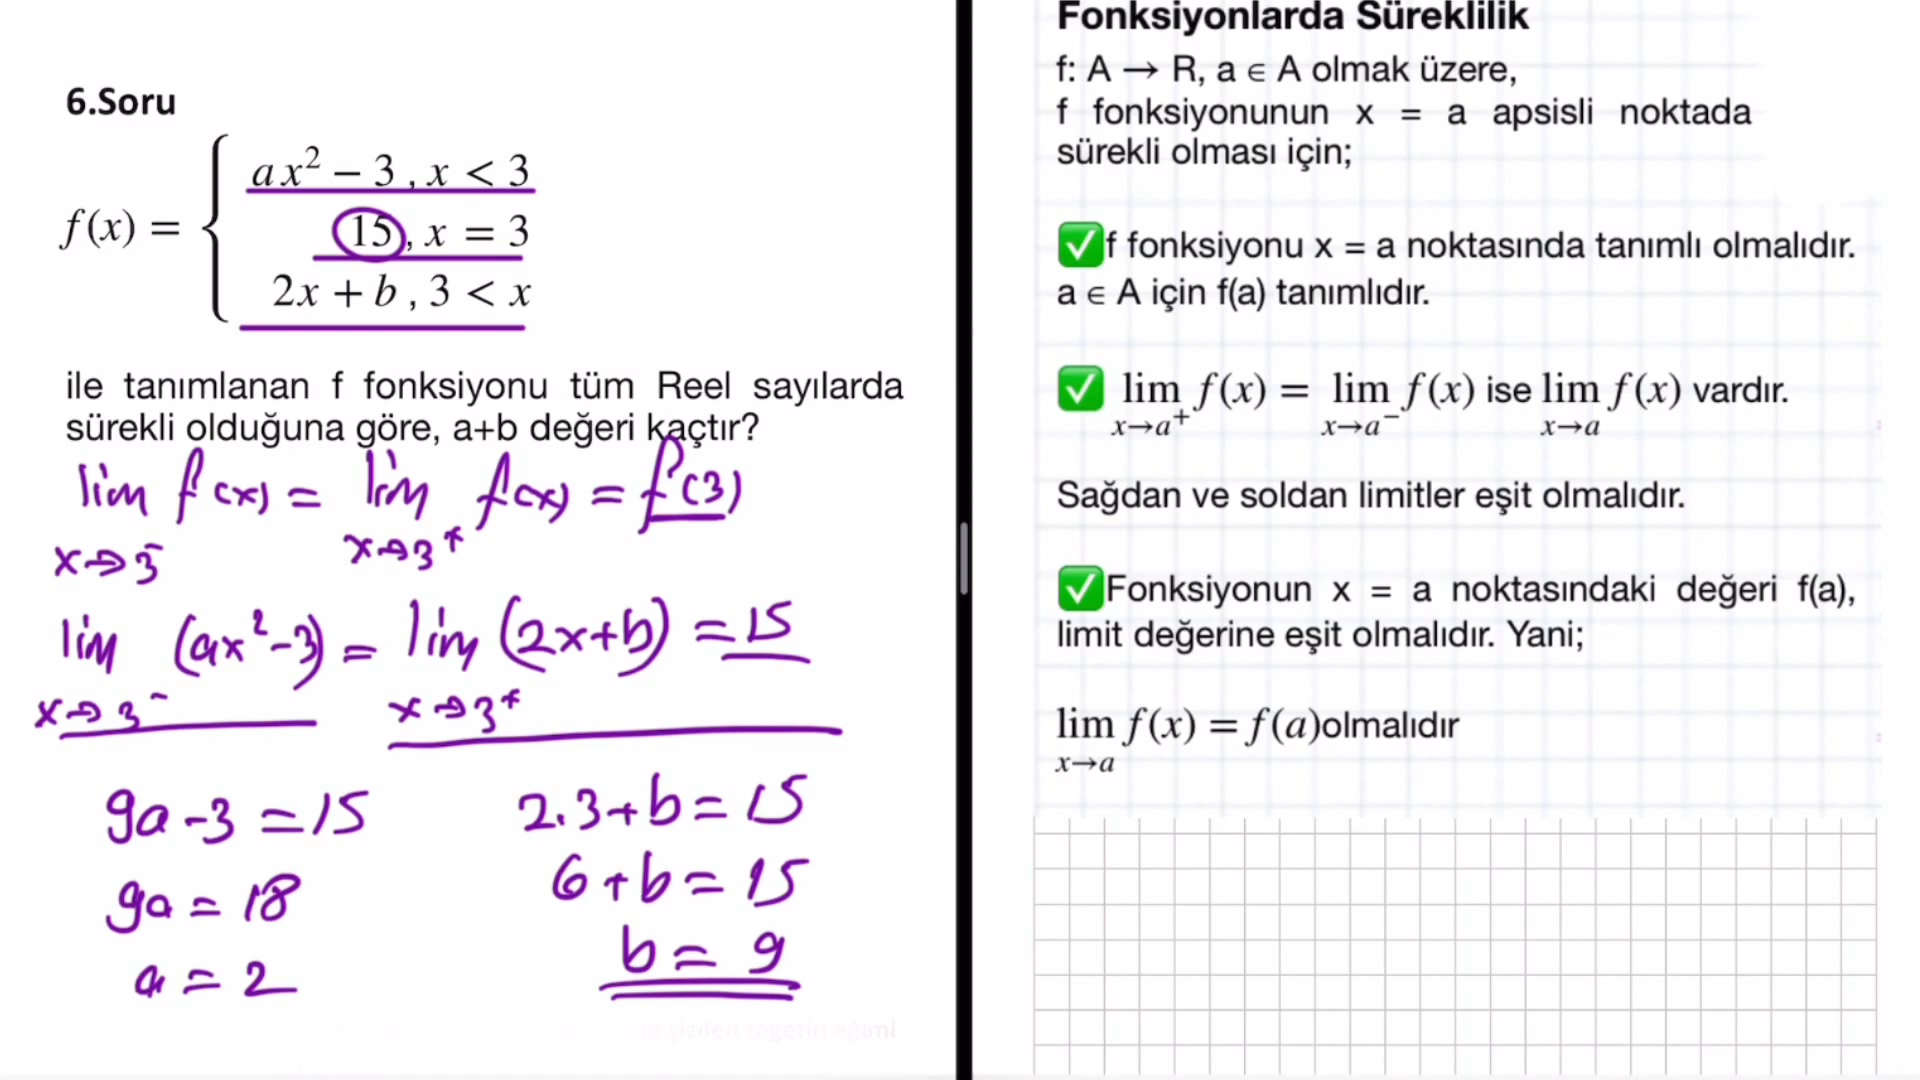 6.Soru
f(x) = { ax² − 3 , x < 3
15 , x = 3
2x + b , 3 < x
ile tanımlanan f fonksiyonu tüm Reel sayılarda
sürekli olduğuna göre, a+b değeri kaçtır?
lim f(x) = lim f(x) = f(3)
x→3⁻ x→3⁺
lim (ax²-3) = lim (2x+b) = 15
x→3⁻ x→3⁺
9a-3 = 15
9a = 18
a = 2
2.3+b = 15
6+b = 15
b = 9
çizilen teğetin eğimi
Fonksiyonlarda Süreklilik
f: A → R, a ∈ A olmak üzere,
f fonksiyonunun x = a apsisli noktada
sürekli olması için;
✅f fonksiyonu x = a noktasında tanımlı olmalıdır.
a ∈ A için f(a) tanımlıdır.
✅ lim f(x) = lim f(x) ise lim f(x) vardır.
x→a⁺ x→a⁻ x→a
Sağdan ve soldan limitler eşit olmalıdır.
✅Fonksiyonun x = a noktasındaki değeri f(a),
limit değerine eşit olmalıdır. Yani;
lim f(x) = f(a)olmalıdır
x→a